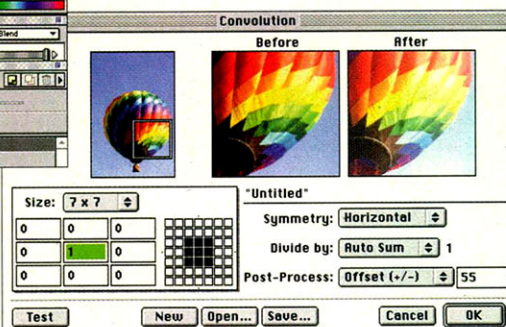 Blend
Convolution
Before
After
Size: 7 x 7
0 0 0
0 1 0
0 0 0
"Untitled"
Symmetry: Horizontal
Divide by: Auto Sum 1
Post-Process: Offset (+/-) 55
Test
New
Open...
Save...
Cancel
OK